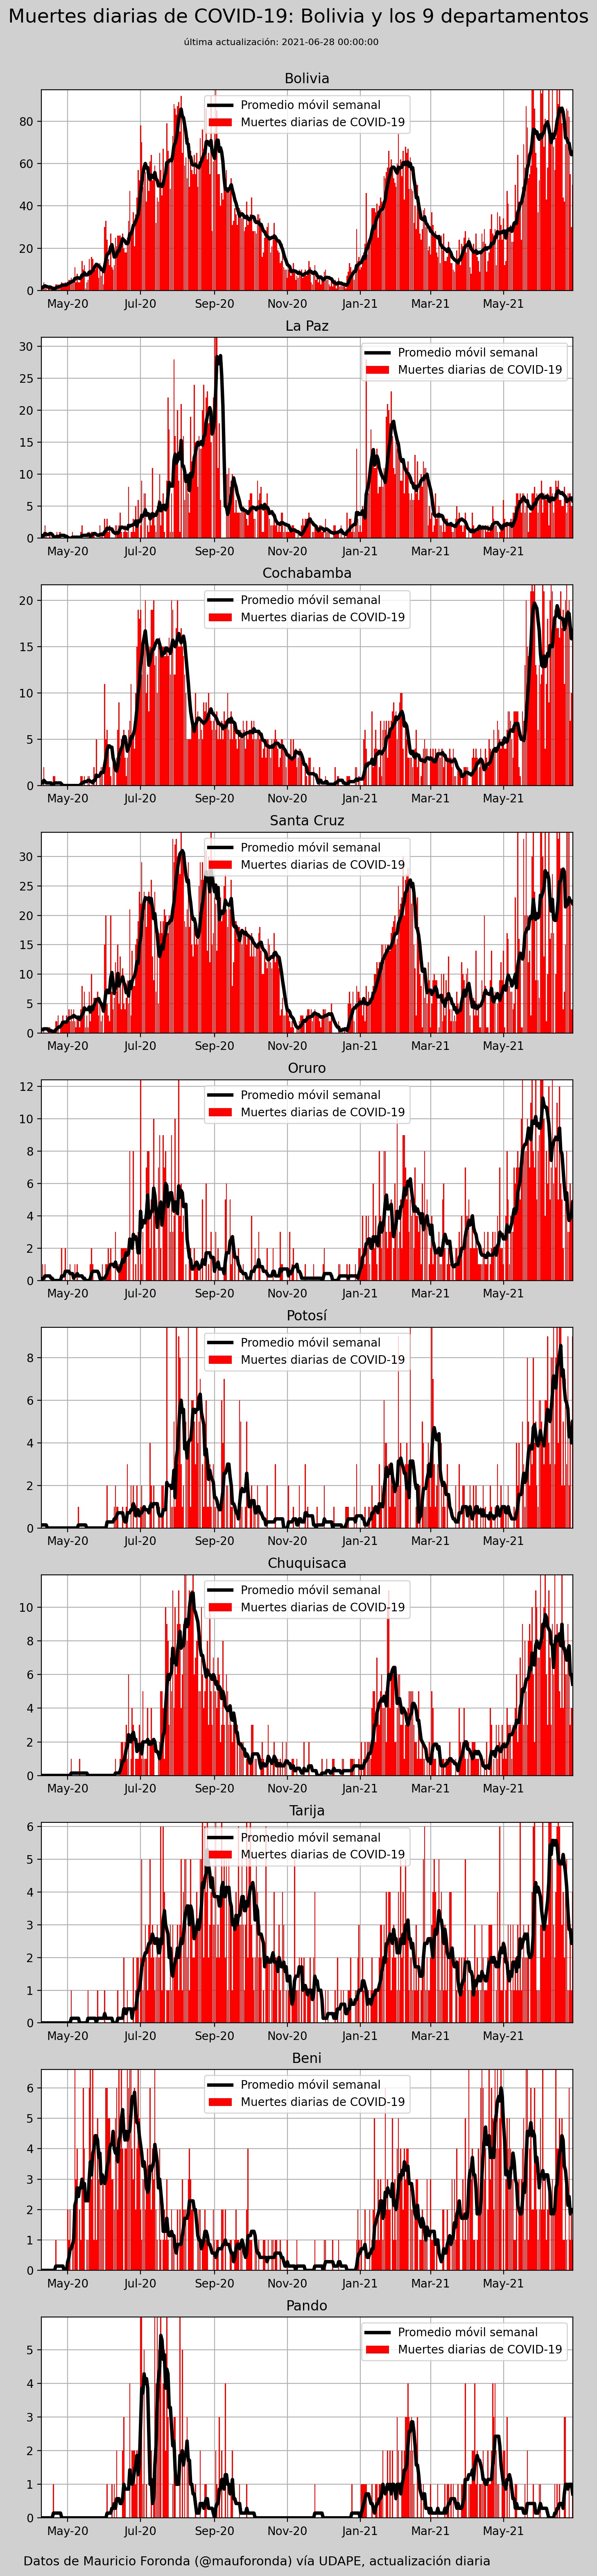 Muertes diarias de COVID-19: Bolivia y los 9 departamentos
última actualización: 2021-06-28 00:00:00
Bolivia
Promedio móvil semanal
Muertes diarias de COVID-19
80
60
40
20
0
May-20 Jul-20 Sep-20 Nov-20 Jan-21 Mar-21 May-21
La Paz
Promedio móvil semanal
Muertes diarias de COVID-19
30
25
20
15
10
5
0
May-20 Jul-20 Sep-20 Nov-20 Jan-21 Mar-21 May-21
Cochabamba
Promedio móvil semanal
Muertes diarias de COVID-19
20
15
10
5
0
May-20 Jul-20 Sep-20 Nov-20 Jan-21 Mar-21 May-21
Santa Cruz
Promedio móvil semanal
Muertes diarias de COVID-19
30
25
20
15
10
5
0
May-20 Jul-20 Sep-20 Nov-20 Jan-21 Mar-21 May-21
Oruro
Promedio móvil semanal
Muertes diarias de COVID-19
12
10
8
6
4
2
0
May-20 Jul-20 Sep-20 Nov-20 Jan-21 Mar-21 May-21
Potosí
Promedio móvil semanal
Muertes diarias de COVID-19
8
6
4
2
0
May-20 Jul-20 Sep-20 Nov-20 Jan-21 Mar-21 May-21
Chuquisaca
Promedio móvil semanal
Muertes diarias de COVID-19
10
8
6
4
2
0
May-20 Jul-20 Sep-20 Nov-20 Jan-21 Mar-21 May-21
Tarija
Promedio móvil semanal
Muertes diarias de COVID-19
6
5
4
3
2
1
0
May-20 Jul-20 Sep-20 Nov-20 Jan-21 Mar-21 May-21
Beni
Promedio móvil semanal
Muertes diarias de COVID-19
6
5
4
3
2
1
0
May-20 Jul-20 Sep-20 Nov-20 Jan-21 Mar-21 May-21
Pando
Promedio móvil semanal
Muertes diarias de COVID-19
5
4
3
2
1
0
May-20 Jul-20 Sep-20 Nov-20 Jan-21 Mar-21 May-21
Datos de Mauricio Foronda (@mauforonda) vía UDAPE, actualización diaria